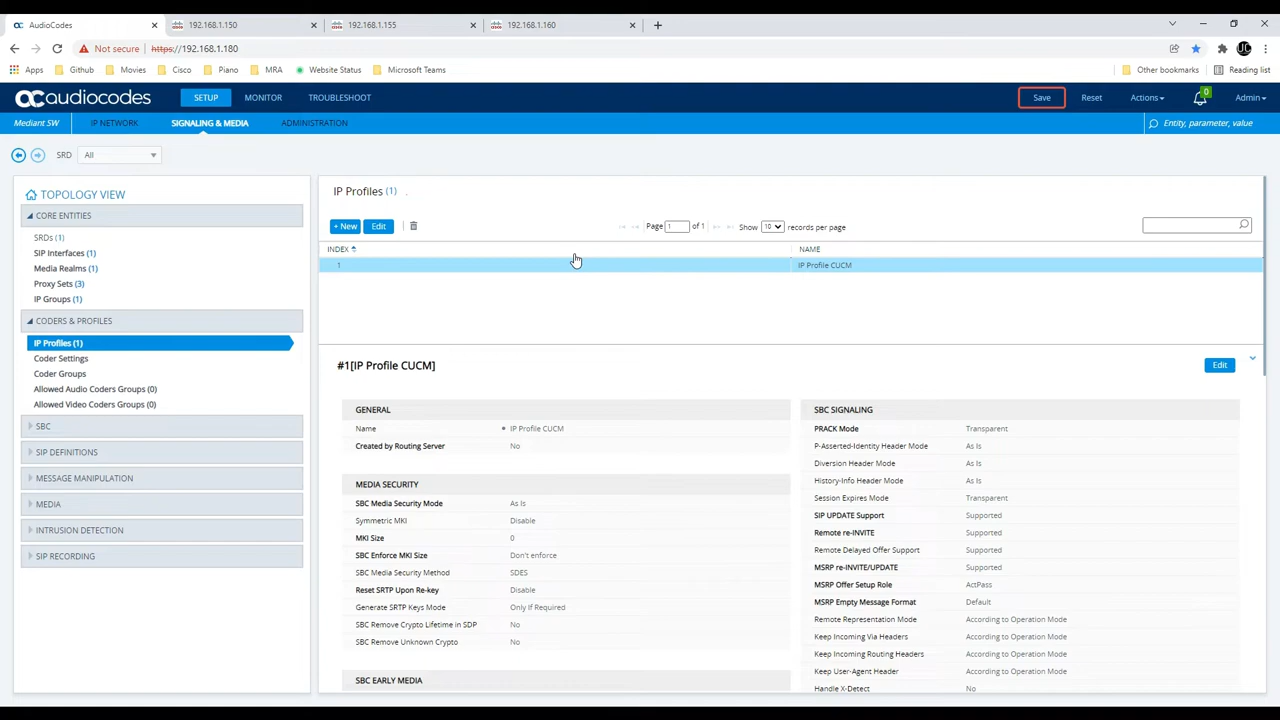 AudioCodes
192.168.1.150
192.168.1.155
192.168.1.160
Not secure https://192.168.1.180
Apps Github Movies Cisco Piano MRA Website Status Microsoft Teams Other bookmarks Reading list
audiocodes SETUP MONITOR TROUBLESHOOT Save Reset Actions 0 Admin
Mediant SW IP NETWORK SIGNALING & MEDIA ADMINISTRATION Entity, parameter, value
SRD All
TOPOLOGY VIEW
CORE ENTITIES
SRDs (1)
SIP Interfaces (1)
Media Realms (1)
Proxy Sets (3)
IP Groups (1)
CODERS & PROFILES
IP Profiles (1)
Coder Settings
Coder Groups
Allowed Audio Coders Groups (0)
Allowed Video Coders Groups (0)
SBC
SIP DEFINITIONS
MESSAGE MANIPULATION
MEDIA
INTRUSION DETECTION
SIP RECORDING
IP Profiles (1)
+ New Edit Page 1 of 1 Show 10 records per page
INDEX NAME
1 IP Profile CUCM
#1[IP Profile CUCM] Edit
GENERAL
Name IP Profile CUCM
Created by Routing Server No
MEDIA SECURITY
SBC Media Security Mode As Is
Symmetric MKI Disable
MKI Size 0
SBC Enforce MKI Size Don't enforce
SBC Media Security Method SDES
Reset SRTP Upon Re-key Disable
Generate SRTP Keys Mode Only If Required
SBC Remove Crypto Lifetime in SDP No
SBC Remove Unknown Crypto No
SBC EARLY MEDIA
SBC SIGNALING
PRACK Mode Transparent
P-Asserted-Identity Header Mode As Is
Diversion Header Mode As Is
History-Info Header Mode As Is
Session Expires Mode Transparent
SIP UPDATE Support Supported
Remote re-INVITE Supported
Remote Delayed Offer Support Supported
MSRP re-INVITE/UPDATE Supported
MSRP Offer Setup Role ActPass
MSRP Empty Message Format Default
Remote Representation Mode According to Operation Mode
Keep Incoming Via Headers According to Operation Mode
Keep Incoming Routing Headers According to Operation Mode
Keep User-Agent Header According to Operation Mode
Handle X-Detect No